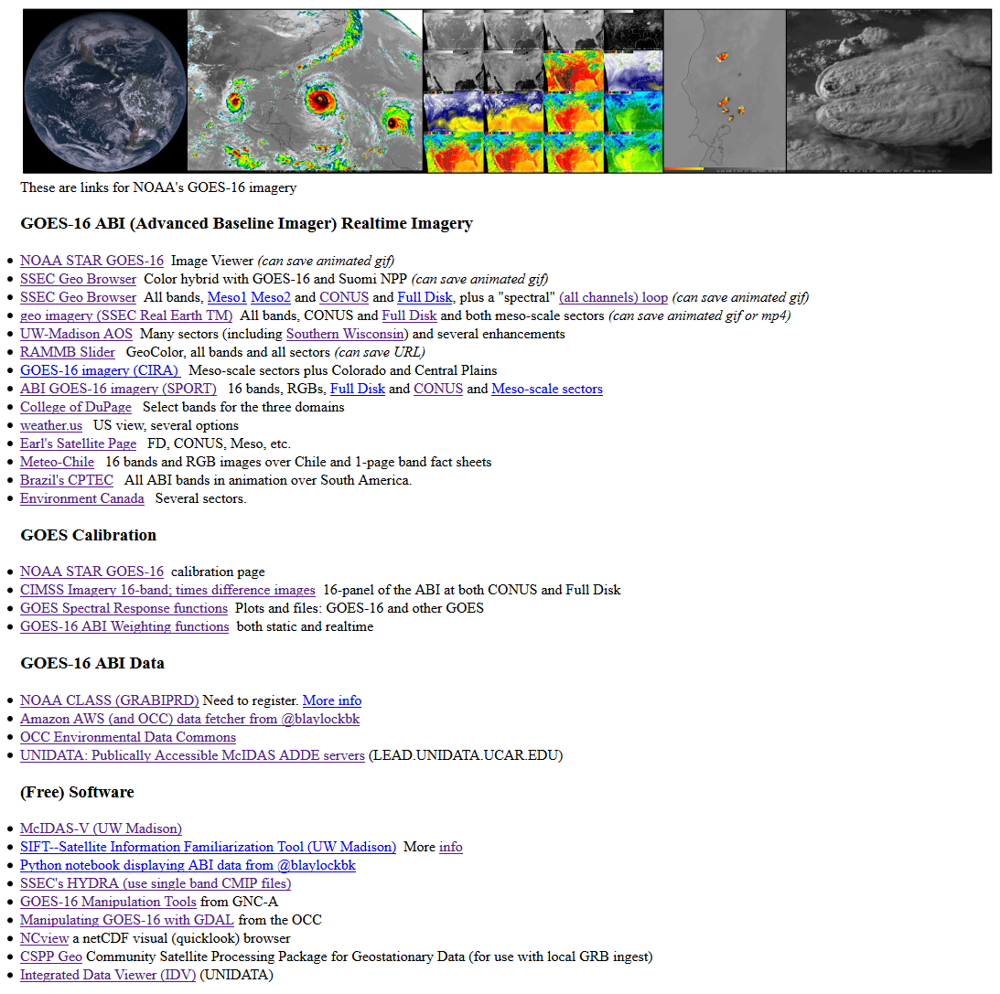 These are links for NOAA's GOES-16 imagery
GOES-16 ABI (Advanced Baseline Imager) Realtime Imagery
NOAA STAR GOES-16 Image Viewer (can save animated gif)
SSEC Geo Browser Color hybrid with GOES-16 and Suomi NPP (can save animated gif)
SSEC Geo Browser All bands, Meso1 Meso2 and CONUS and Full Disk, plus a "spectral" (all channels) loop (can save animated gif)
geo imagery (SSEC Real Earth TM) All bands, CONUS and Full Disk and both meso-scale sectors (can save animated gif or mp4)
UW-Madison AOS Many sectors (including Southern Wisconsin) and several enhancements
RAMMB Slider GeoColor, all bands and all sectors (can save URL)
GOES-16 imagery (CIRA) Meso-scale sectors plus Colorado and Central Plains
ABI GOES-16 imagery (SPORT) 16 bands, RGBs, Full Disk and CONUS and Meso-scale sectors
College of DuPage Select bands for the three domains
weather.us US view, several options
Earl's Satellite Page FD, CONUS, Meso, etc.
Meteo-Chile 16 bands and RGB images over Chile and 1-page band fact sheets
Brazil's CPTEC All ABI bands in animation over South America.
Environment Canada Several sectors.
GOES Calibration
NOAA STAR GOES-16 calibration page
CIMSS Imagery 16-band; times difference images 16-panel of the ABI at both CONUS and Full Disk
GOES Spectral Response functions Plots and files: GOES-16 and other GOES
GOES-16 ABI Weighting functions both static and realtime
GOES-16 ABI Data
NOAA CLASS (GRABIPRD) Need to register. More info
Amazon AWS (and OCC) data fetcher from @blaylockbk
OCC Environmental Data Commons
UNIDATA: Publically Accessible McIDAS ADDE servers (LEAD.UNIDATA.UCAR.EDU)
(Free) Software
McIDAS-V (UW Madison)
SIFT--Satellite Information Familiarization Tool (UW Madison) More info
Python notebook displaying ABI data from @blaylockbk
SSEC's HYDRA (use single band CMIP files)
GOES-16 Manipulation Tools from GNC-A
Manipulating GOES-16 with GDAL from the OCC
NCview a netCDF visual (quicklook) browser
CSPP Geo Community Satellite Processing Package for Geostationary Data (for use with local GRB ingest)
Integrated Data Viewer (IDV) (UNIDATA)